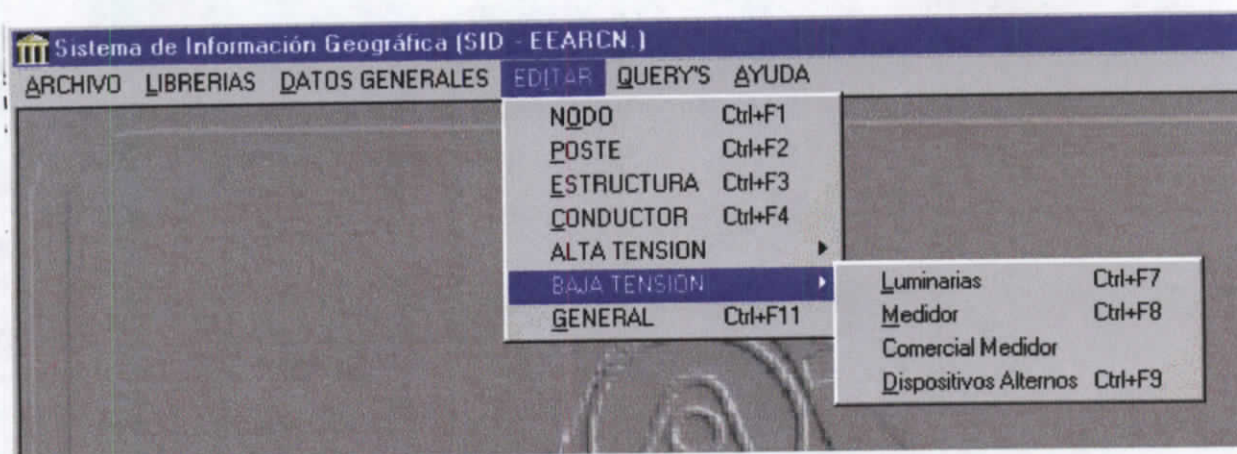 Sistema de Información Geográfica (SID - EEARCN.)
ARCHIVO LIBRERIAS DATOS GENERALES EDITAR QUERY'S AYUDA
NODO Ctrl+F1
POSTE Ctrl+F2
ESTRUCTURA Ctrl+F3
CONDUCTOR Ctrl+F4
ALTA TENSION
BAJA TENSION
GENERAL Ctrl+F11
Luminarias Ctrl+F7
Medidor Ctrl+F8
Comercial Medidor
Dispositivos Alternos Ctrl+F9